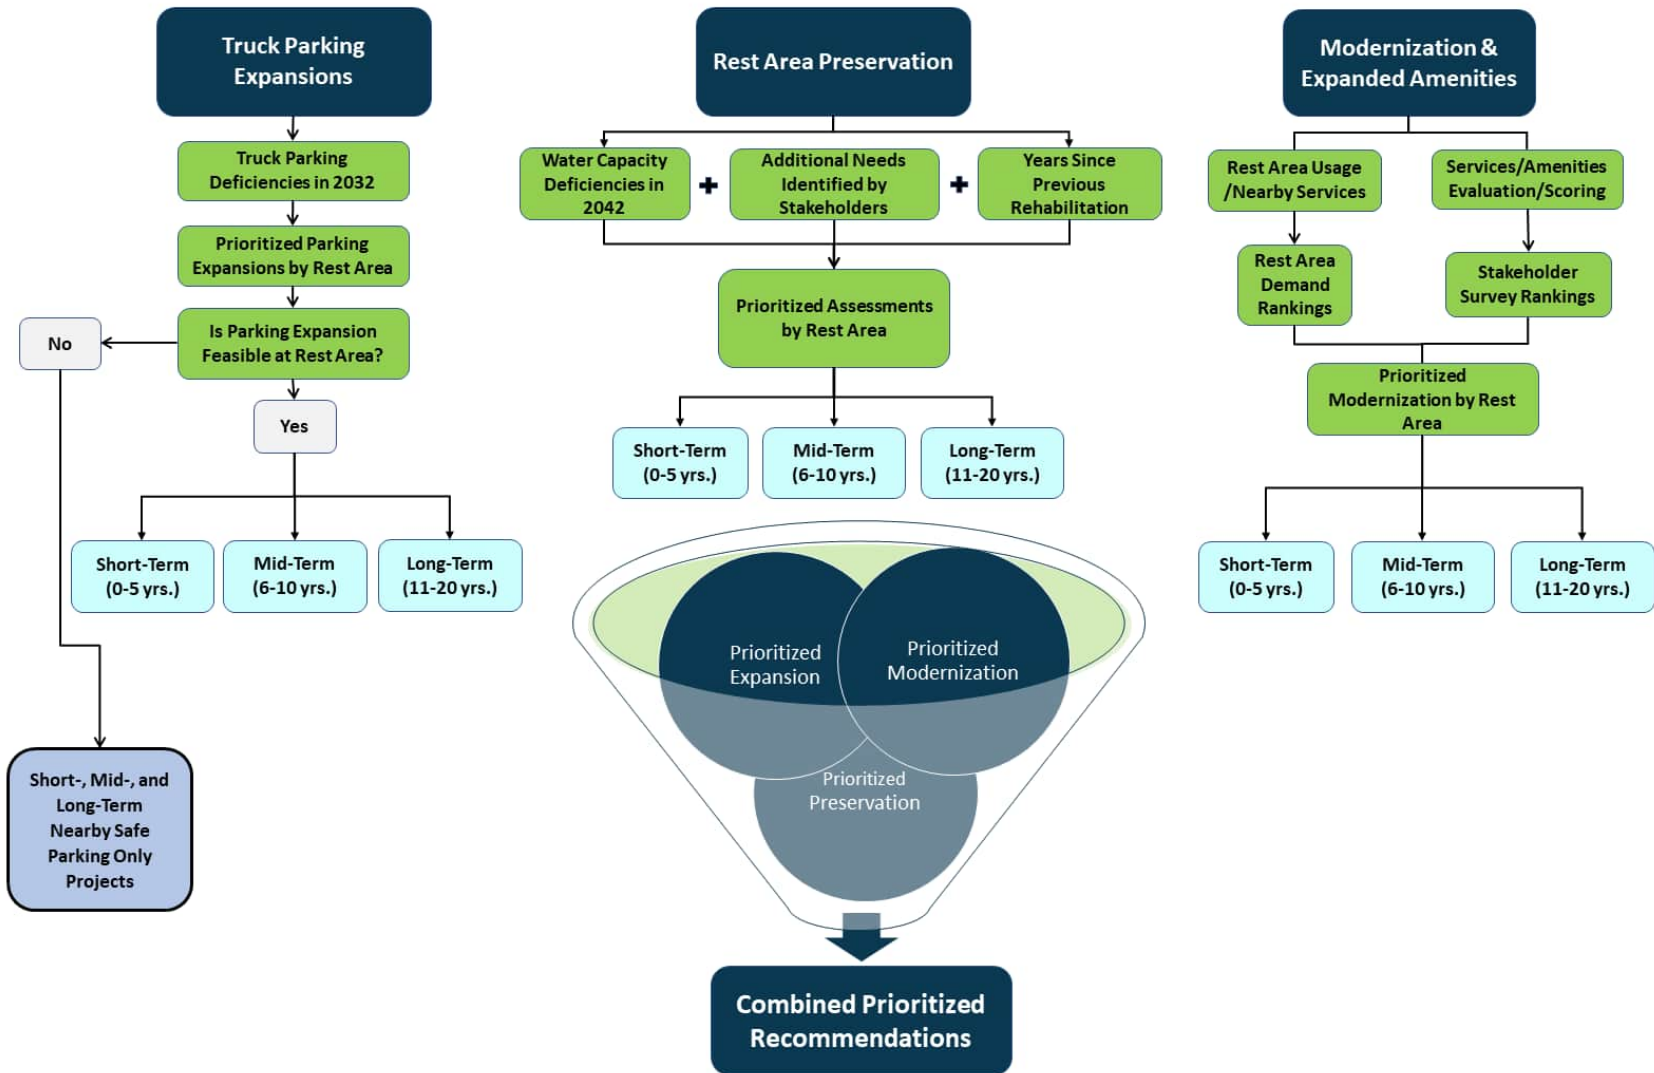 Truck Parking
Expansions
Truck Parking
Deficiencies in 2032
Prioritized Parking
Expansions by Rest Area
Is Parking Expansion
Feasible at Rest Area?
No
Yes
Short-Term
(0-5 yrs.)
Mid-Term
(6-10 yrs.)
Long-Term
(11-20 yrs.)
Short-, Mid-, and
Long-Term
Nearby Safe
Parking Only
Projects
Rest Area Preservation
Water Capacity
Deficiencies in
2042
+
Additional Needs
Identified by
Stakeholders
+
Years Since
Previous
Rehabilitation
Prioritized Assessments
by Rest Area
Short-Term
(0-5 yrs.)
Mid-Term
(6-10 yrs.)
Long-Term
(11-20 yrs.)
Modernization &
Expanded Amenities
Rest Area Usage
/Nearby Services
Services/Amenities
Evaluation/Scoring
Rest Area
Demand
Rankings
Stakeholder
Survey Rankings
Prioritized
Modernization by Rest
Area
Short-Term
(0-5 yrs.)
Mid-Term
(6-10 yrs.)
Long-Term
(11-20 yrs.)
Prioritized
Expansion
Prioritized
Modernization
Prioritized
Preservation
Combined Prioritized
Recommendations